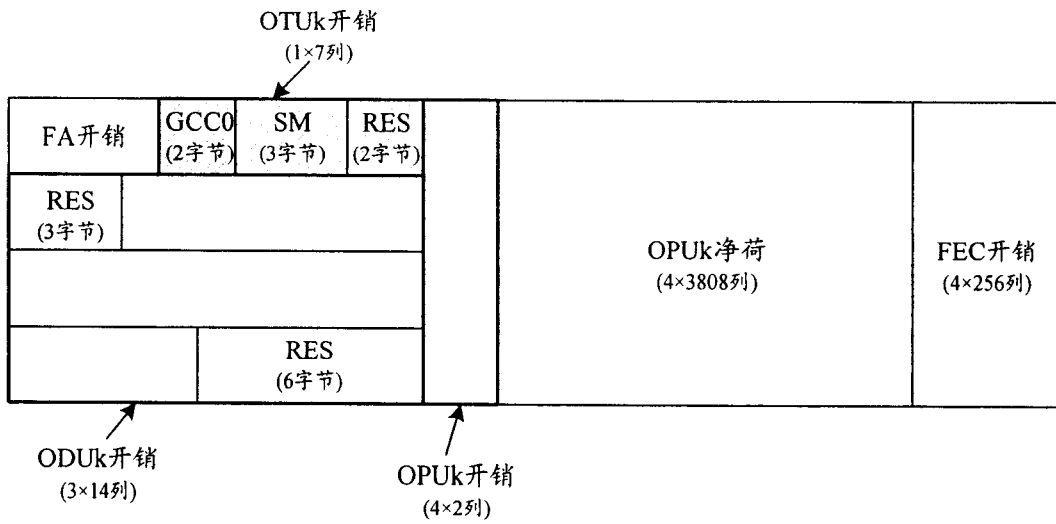 OTUk开销
(1×7列)
FA开销
GCC0
(2字节)
SM
(3字节)
RES
(2字节)
RES
(3字节)
OPUk净荷
(4×3808列)
FEC开销
(4×256列)
RES
(6字节)
ODUk开销
(3×14列)
OPUk开销
(4×2列)